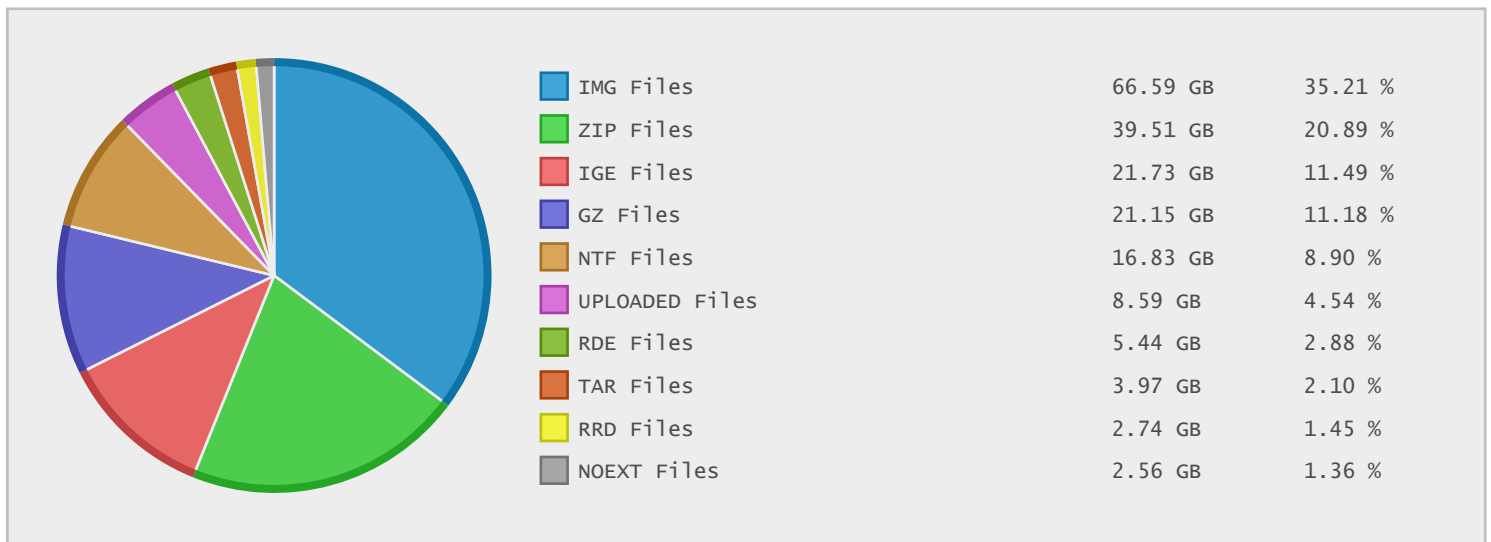 IMG Files 66.59 GB 35.21 %
ZIP Files 39.51 GB 20.89 %
IGE Files 21.73 GB 11.49 %
GZ Files 21.15 GB 11.18 %
NTF Files 16.83 GB 8.90 %
UPLOADED Files 8.59 GB 4.54 %
RDE Files 5.44 GB 2.88 %
TAR Files 3.97 GB 2.10 %
RRD Files 2.74 GB 1.45 %
NOEXT Files 2.56 GB 1.36 %